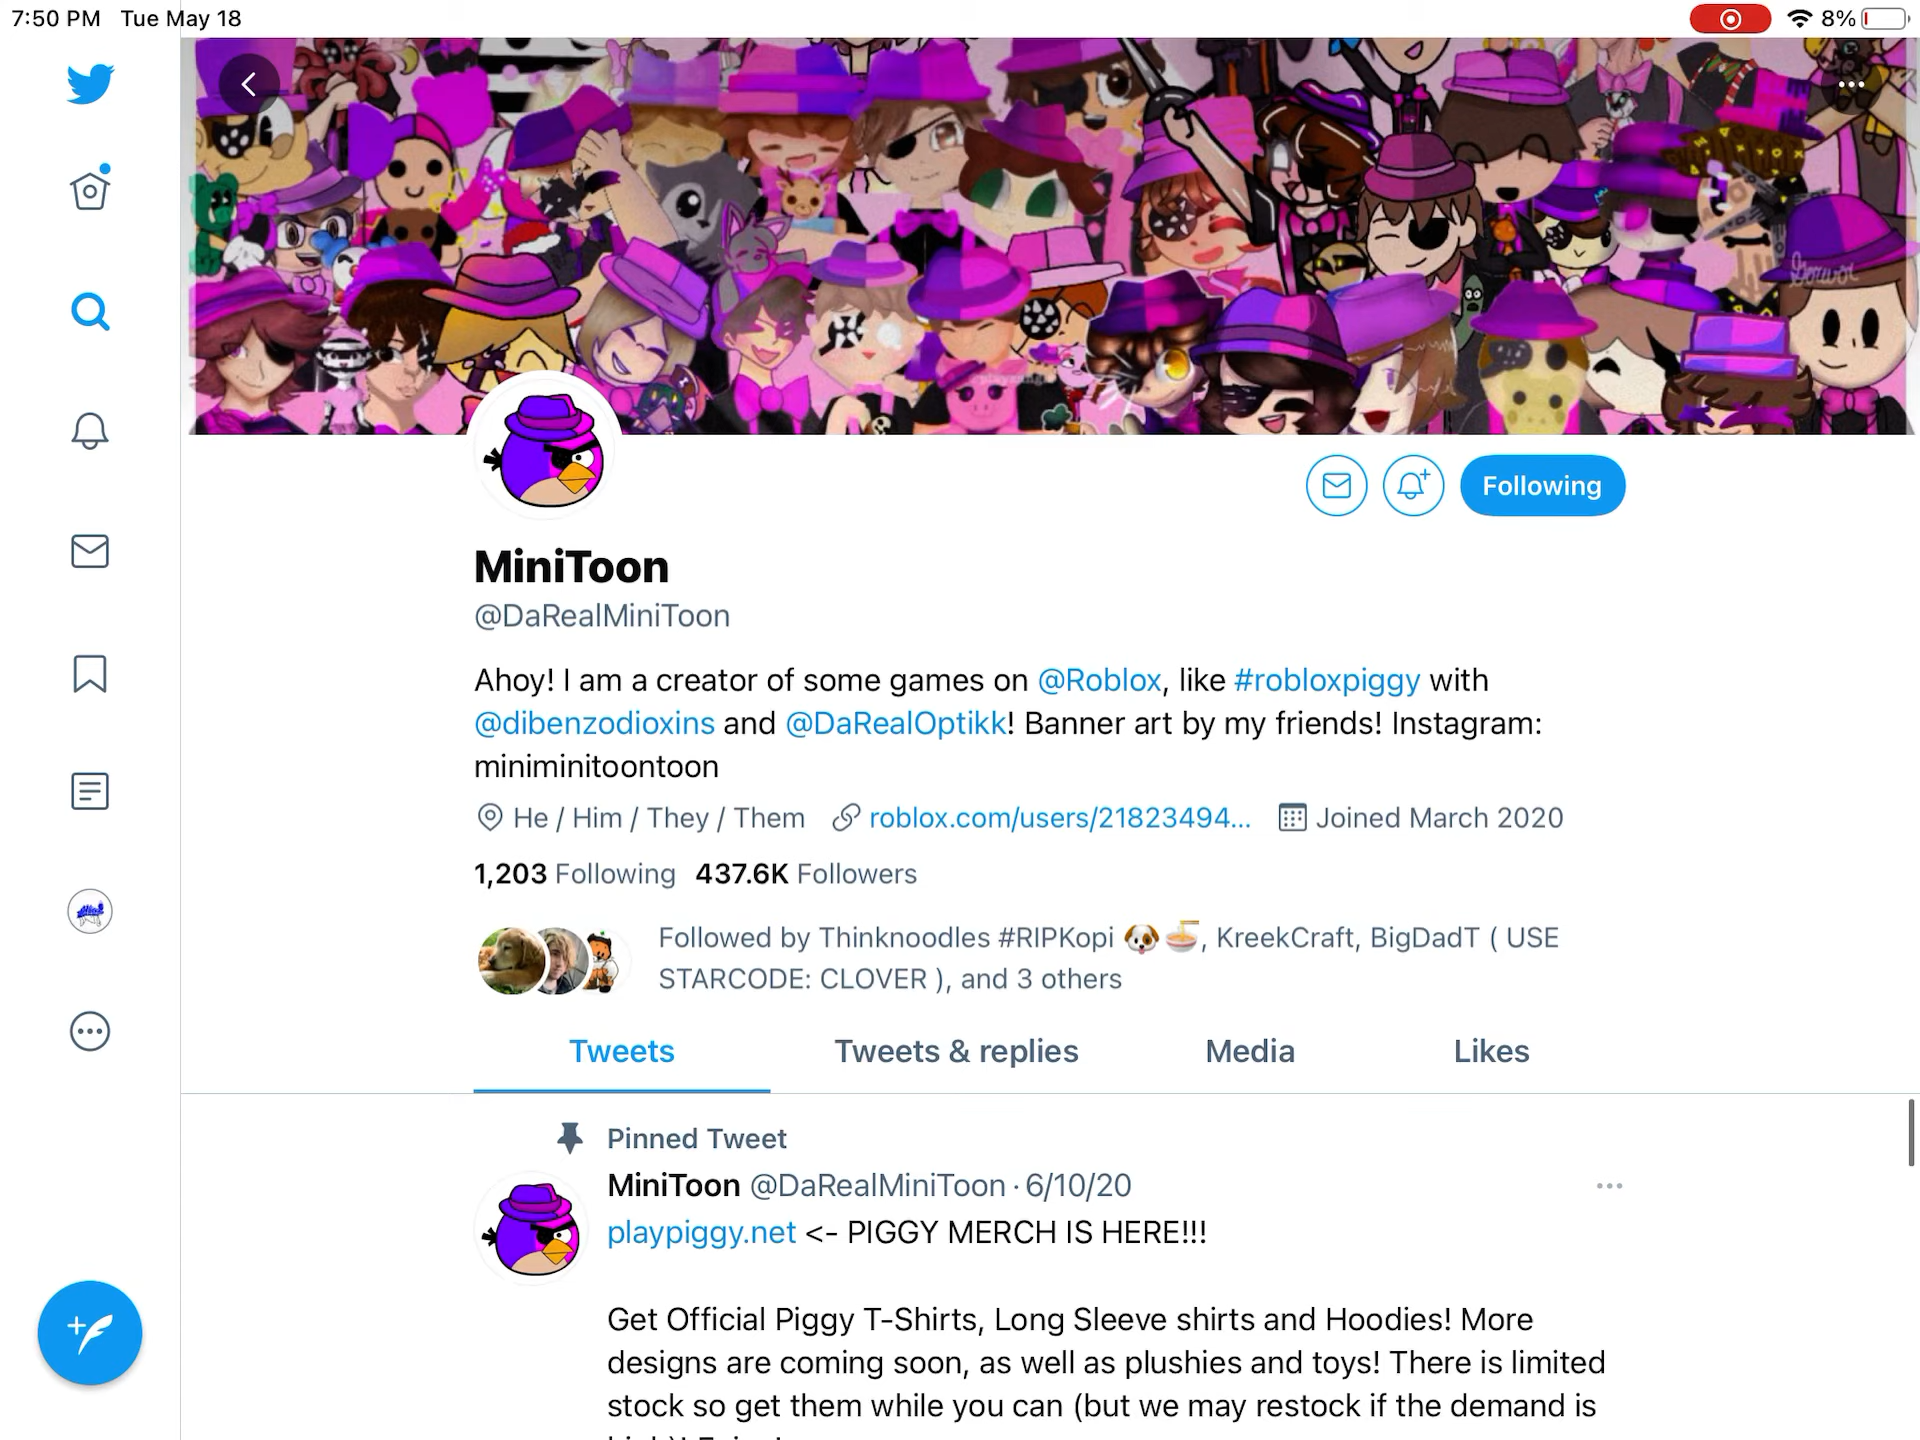 7:50 PM Tue May 18
8%
Following
MiniToon
@DaRealMiniToon
Ahoy! I am a creator of some games on @Roblox, like #robloxpiggy with
@dibenzodioxins and @DaRealOptikk! Banner art by my friends! Instagram:
miniminitoontoon
He / Him / They / Them roblox.com/users/21823494... Joined March 2020
1,203 Following 437.6K Followers
Followed by Thinknoodles #RIPKopi 🐶🍜, KreekCraft, BigDadT ( USE
STARCODE: CLOVER ), and 3 others
Tweets Tweets & replies Media Likes
Pinned Tweet
MiniToon @DaRealMiniToon · 6/10/20
playpiggy.net <- PIGGY MERCH IS HERE!!!
Get Official Piggy T-Shirts, Long Sleeve shirts and Hoodies! More
designs are coming soon, as well as plushies and toys! There is limited
stock so get them while you can (but we may restock if the demand is